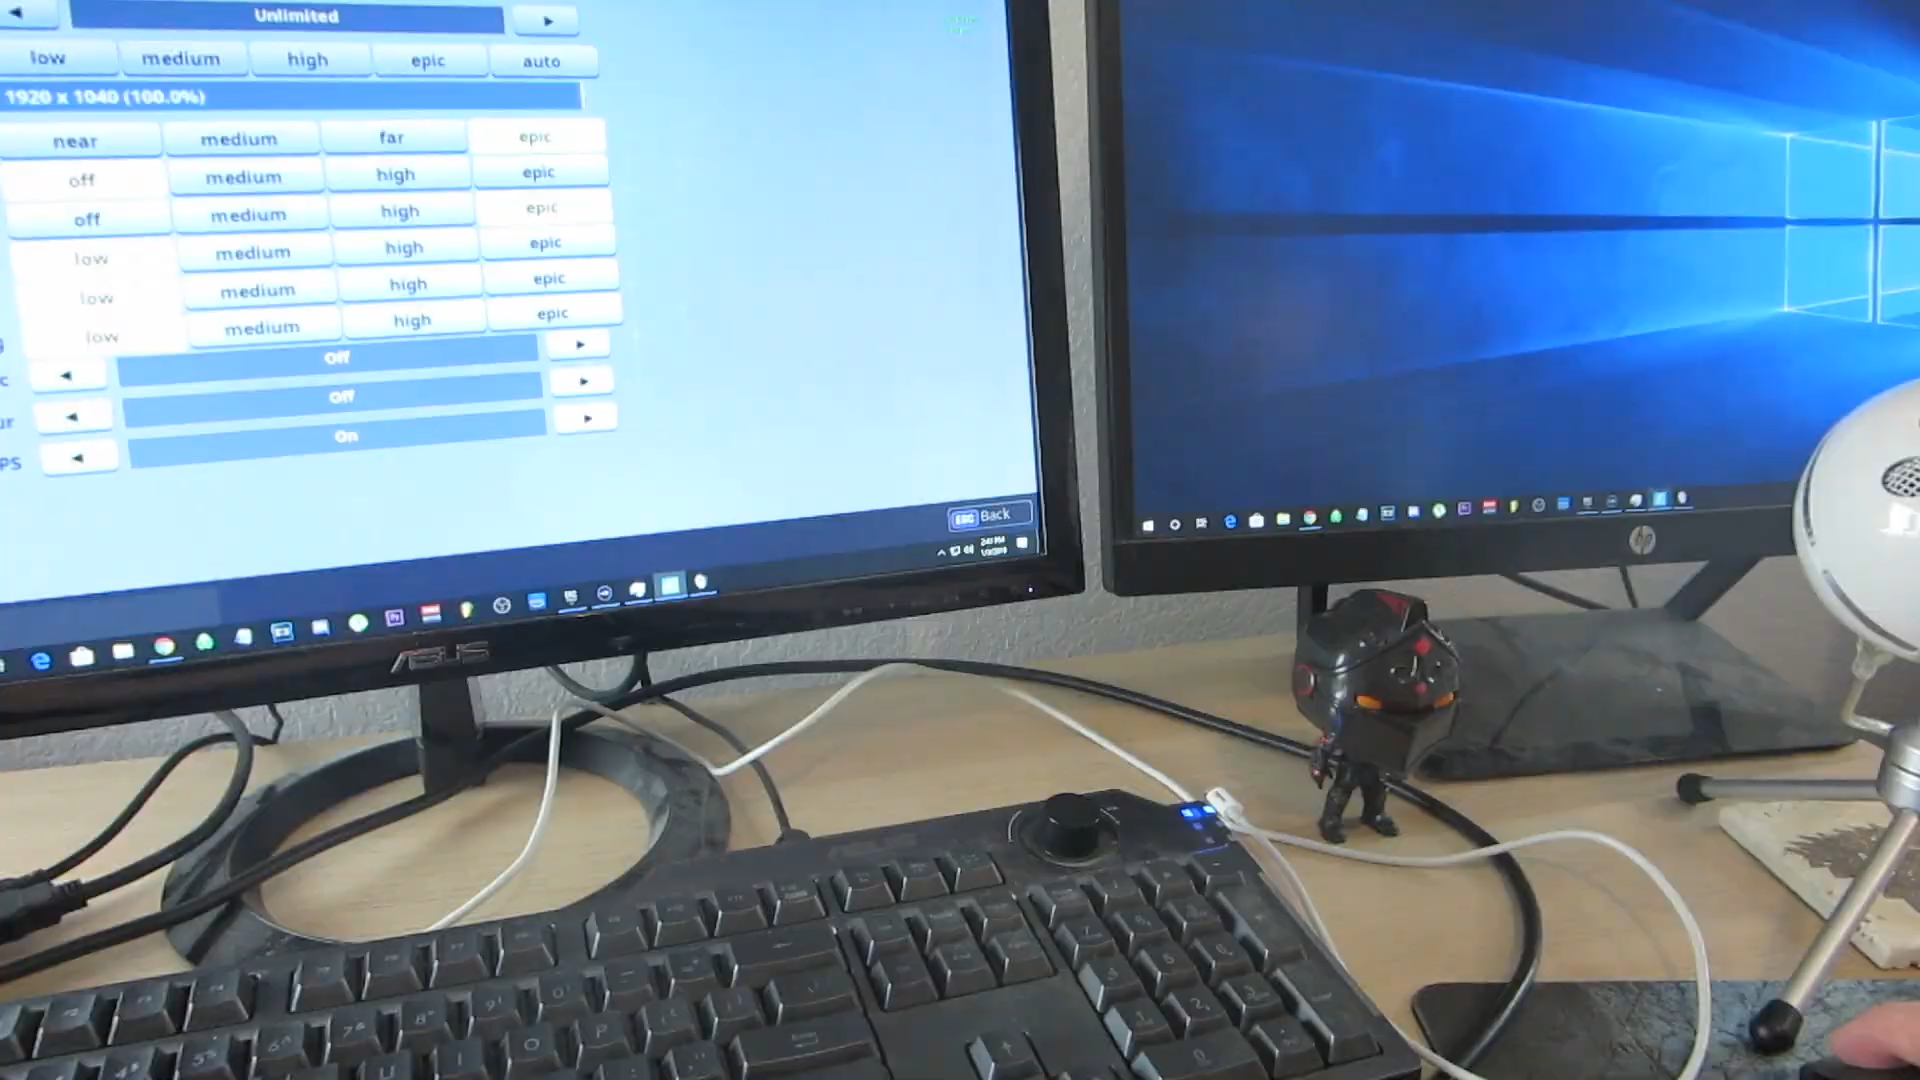 Unlimited
low medium high epic auto
1920 x 1040 (100.0%)
near medium far epic
off medium high epic
off medium high epic
low medium high epic
low medium high epic
low medium high epic
Off
Off
On
PS
ESC Back
ASUS
hp